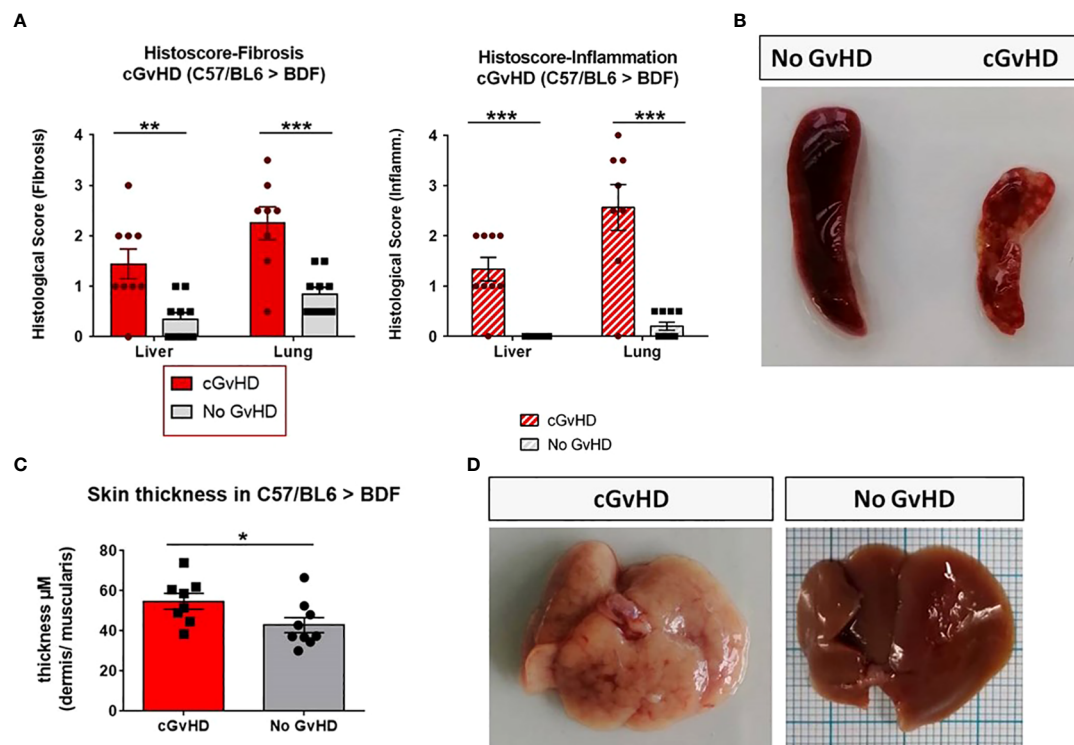 A
Histoscore-Fibrosis
cGvHD (C57/BL6 > BDF)
Histological Score (Fibrosis)
4
3
2
1
0
**
***
Liver
Lung
cGvHD
No GvHD
Histoscore-Inflammation
cGvHD (C57/BL6 > BDF)
Histological Score (Inflamm.)
4
3
2
1
0
***
***
Liver
Lung
cGvHD
No GvHD
B
No GvHD
cGvHD
C
Skin thickness in C57/BL6 > BDF
thickness µM
(dermis/ muscularis)
80
60
40
20
0
*
cGvHD
No GvHD
D
cGvHD
No GvHD